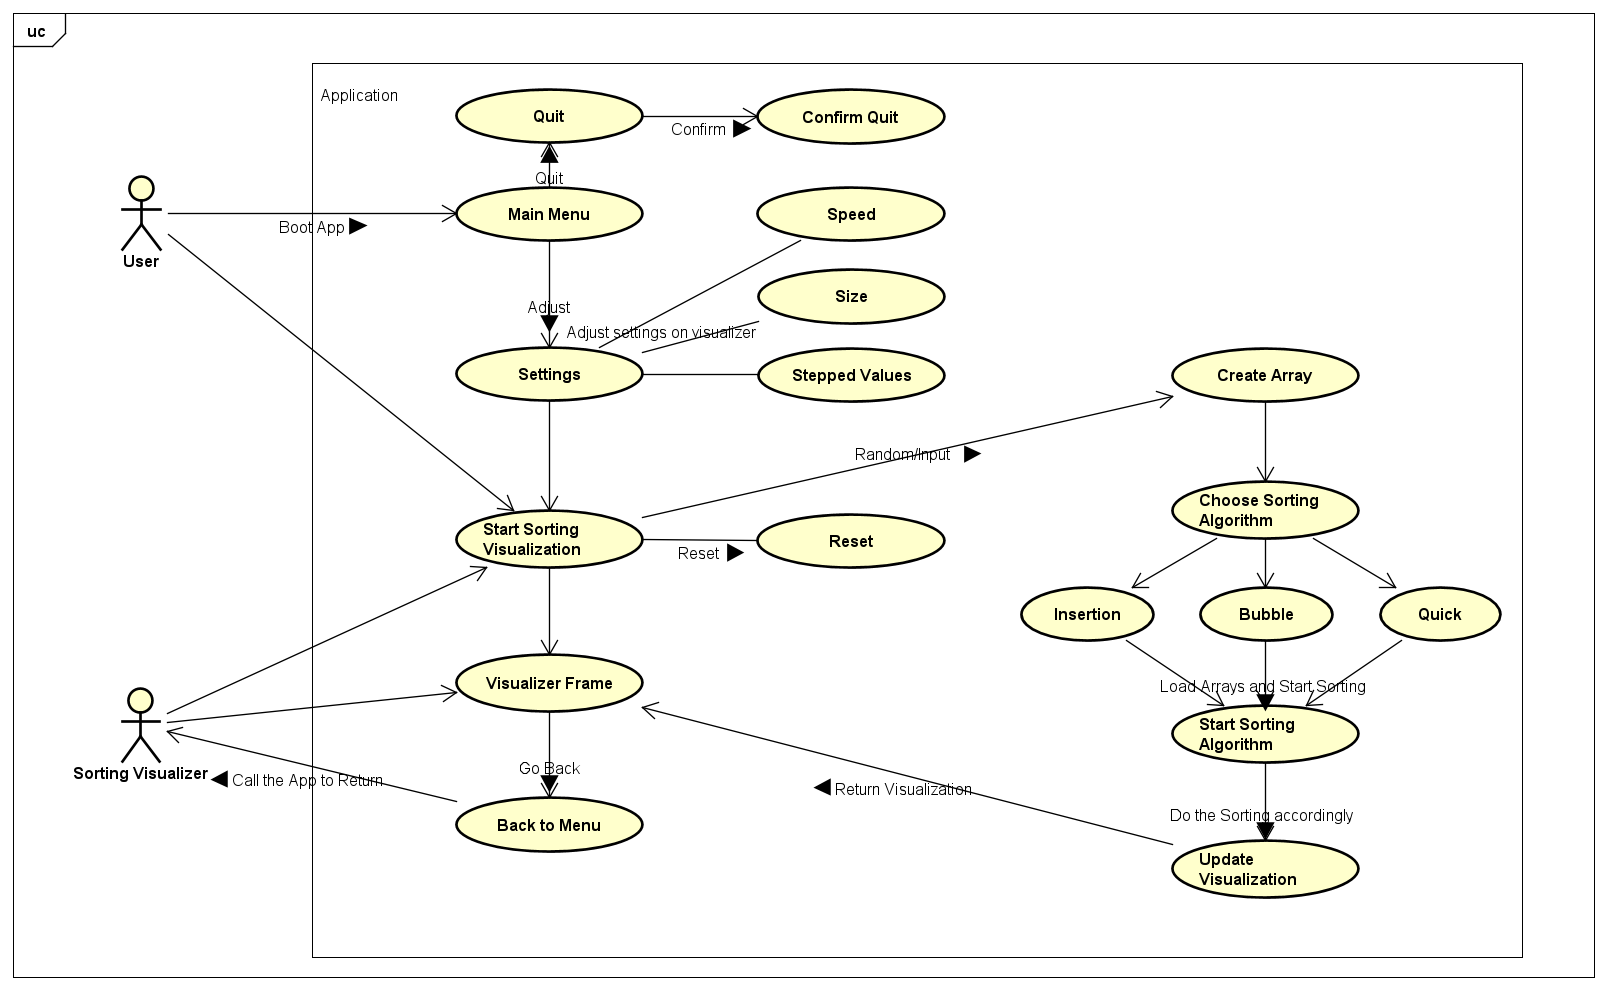 uc
Application
Quit
Confirm
Confirm Quit
Quit
Main Menu
Boot App
User
Speed
Size
Adjust
Adjust settings on visualizer
Settings
Stepped Values
Create Array
Random/Input
Choose Sorting
Algorithm
Start Sorting
Visualization
Reset
Reset
Insertion
Bubble
Quick
Visualizer Frame
Load Arrays and Start Sorting
Start Sorting
Algorithm
Sorting Visualizer
Call the App to Return
Go Back
Return Visualization
Back to Menu
Do the Sorting accordingly
Update
Visualization